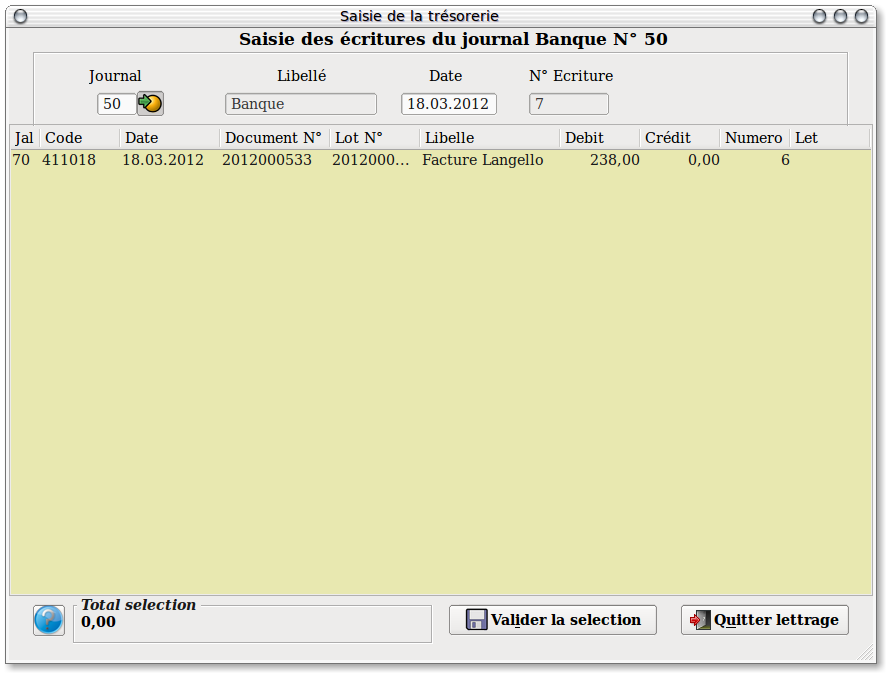 Saisie de la trésorerie
Saisie des écritures du journal Banque N° 50
Journal Libellé Date N° Ecriture
50 Banque 18.03.2012 7
Jal Code Date Document N° Lot N° Libelle Debit Crédit Numero Let
70 411018 18.03.2012 2012000533 2012000... Facture Langello 238,00 0,00 6
Total selection
0,00
Valider la selection Quitter lettrage